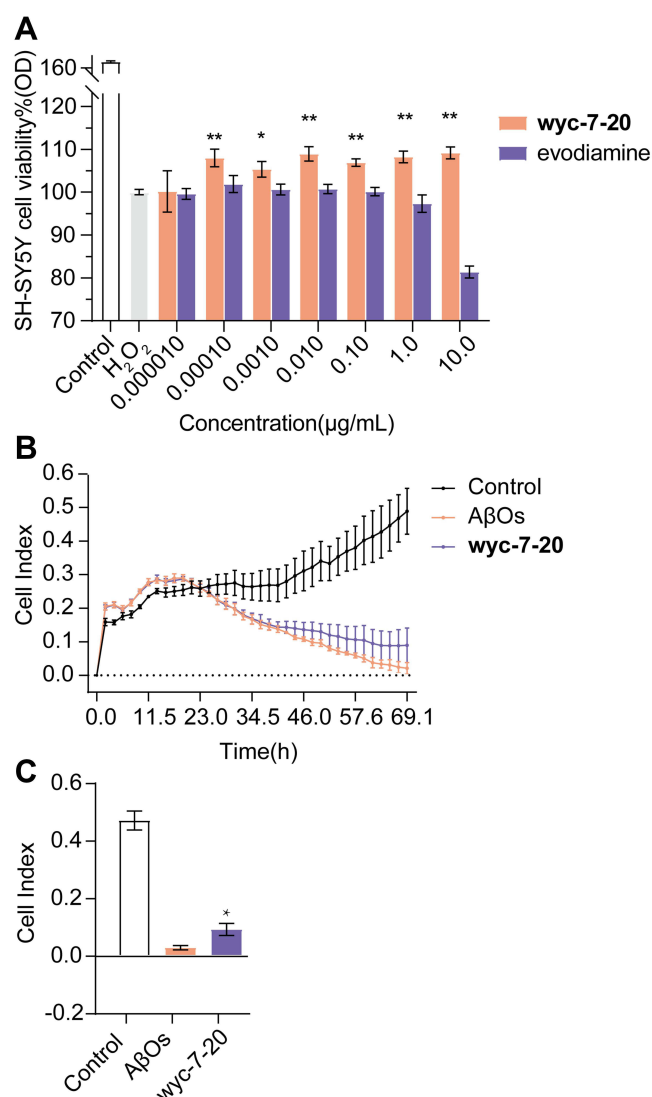 A
SH-SY5Y cell viability%(OD)
160
120
110
100
90
80
70
** * ** ** ** **
wyc-7-20
evodiamine
Control
H₂O₂
0.000010
0.00010
0.0010
0.010
0.10
1.0
10.0
Concentration(μg/mL)
B
Cell Index
0.6
0.5
0.4
0.3
0.2
0.1
0.0
Control
AβOs
wyc-7-20
0.0 11.5 23.0 34.5 46.0 57.6 69.1
Time(h)
C
Cell Index
0.6
0.4
0.2
0.0
-0.2
*
Control
AβOs
wyc-7-20